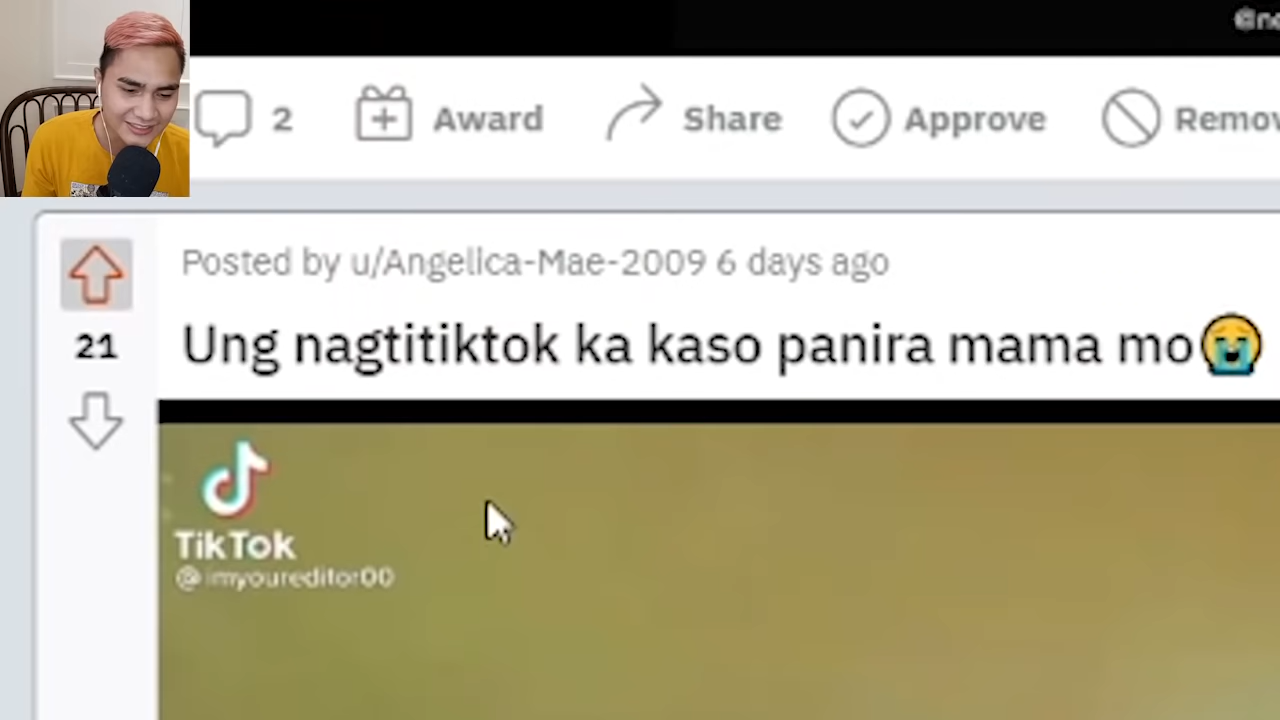 2 Award Share Approve
Posted by u/Angelica-Mae-2009 6 days ago
21
Ung nagtitiktok ka kaso panira mama mo😭
TikTok
@imyoureditor00